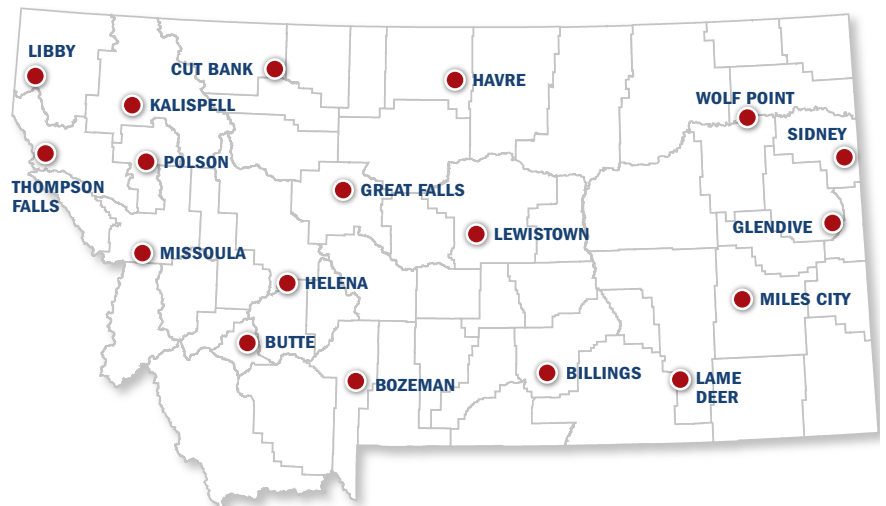 LIBBY
CUT BANK
HAVRE
KALISPELL
WOLF POINT
SIDNEY
POLSON
THOMPSON
FALLS
GREAT FALLS
GLENDIVE
LEWISTOWN
MISSOULA
HELENA
MILES CITY
BUTTE
BILLINGS
LAME
DEER
BOZEMAN